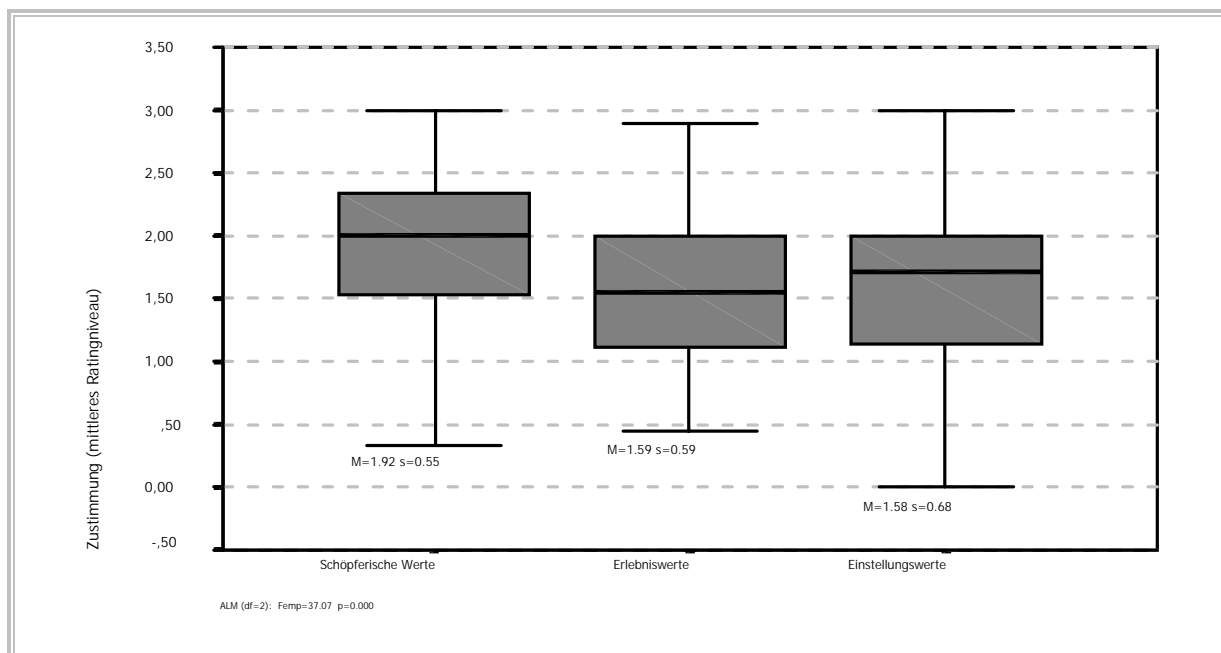 3,50
3,00
2,50
2,00
1,50
1,00
,50
0,00
-,50
Zustimmung (mittleres Ratingniveau)
M=1.92 s=0.55
M=1.59 s=0.59
M=1.58 s=0.68
Schöpferische Werte
Erlebniswerte
Einstellungswerte
ALM (df=2): Femp=37.07 p=0.000